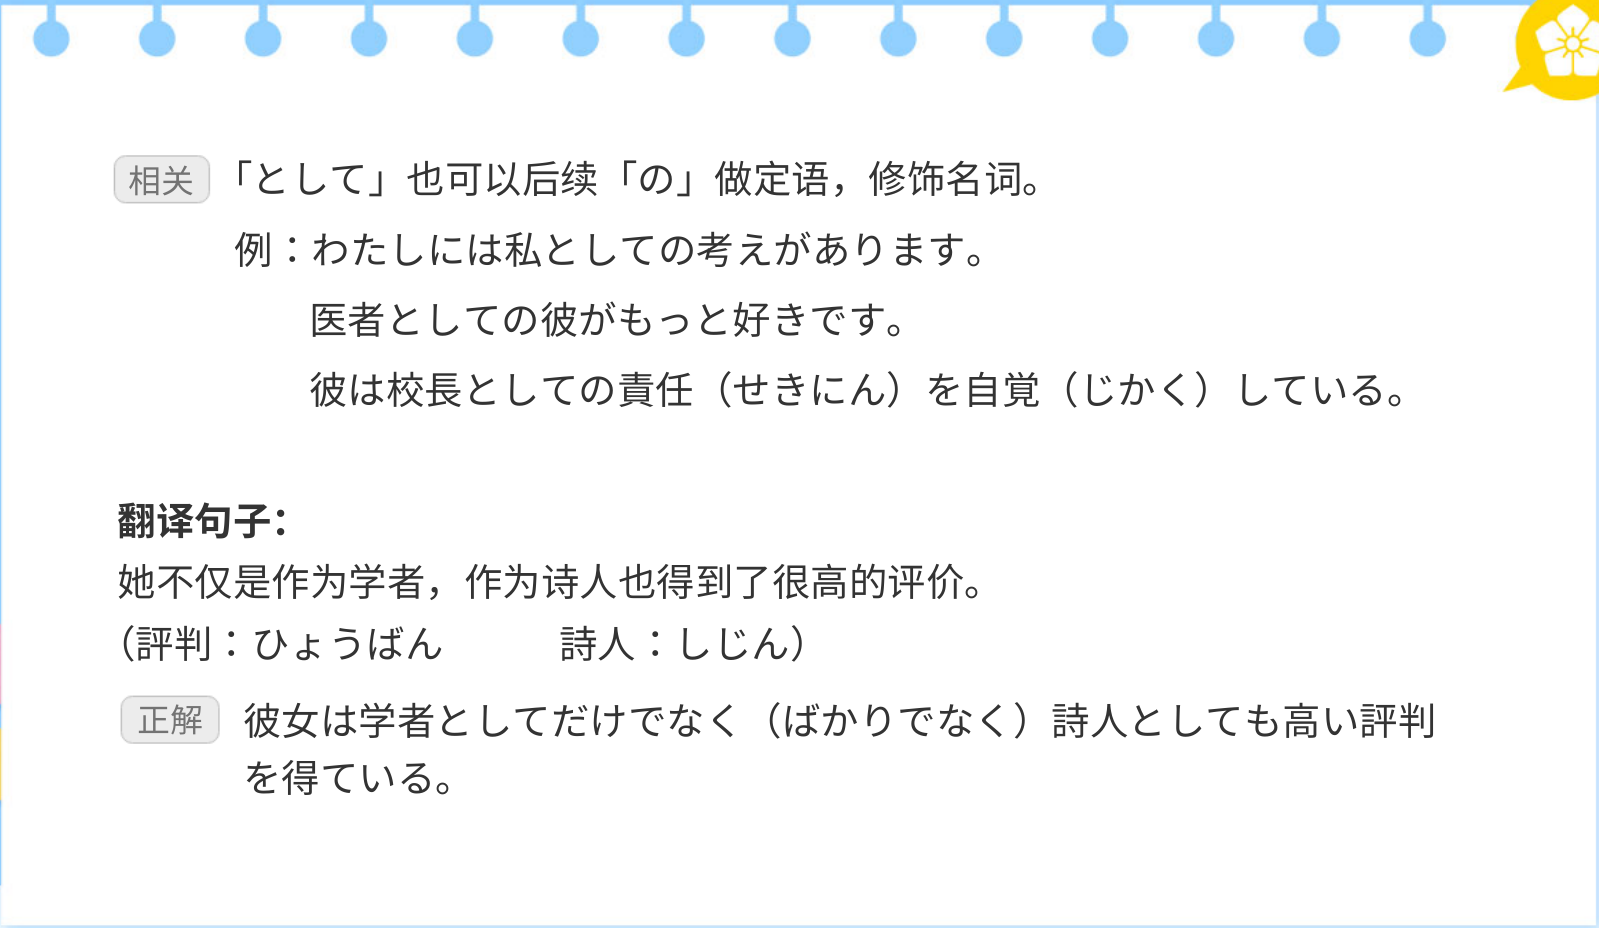 相关 「として」也可以后续「の」做定语，修饰名词。
例：わたしには私としての考えがあります。
医者としての彼がもっと好きです。
彼は校長としての責任（せきにん）を自覚（じかく）している。
翻译句子：
她不仅是作为学者，作为诗人也得到了很高的评价。
（評判：ひょうばん 詩人：しじん）
正解 彼女は学者としてだけでなく（ばかりでなく）詩人としても高い評判
を得ている。